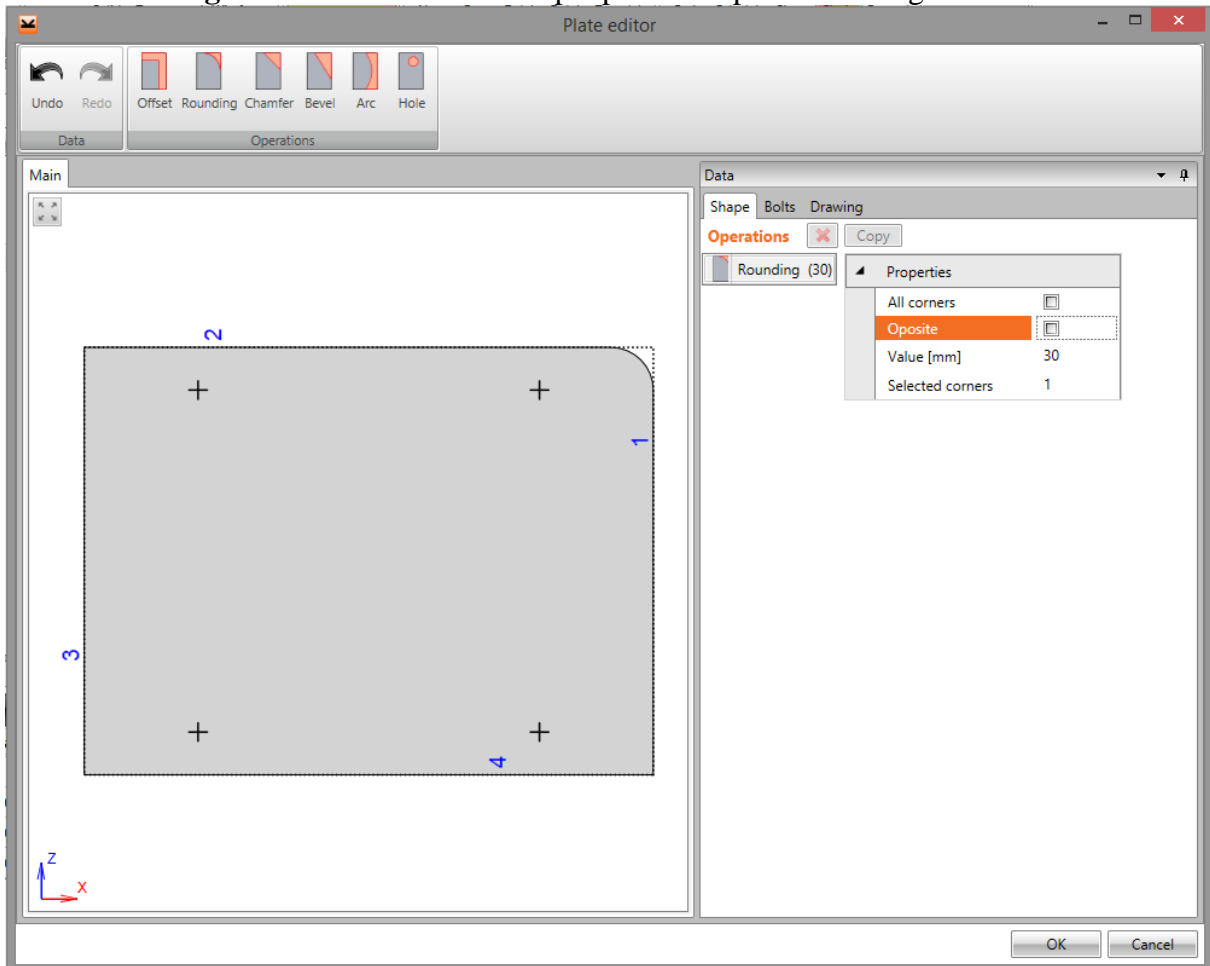 Plate editor
Undo Redo Offset Rounding Chamfer Bevel Arc Hole
Data Operations
Main
Data
Shape Bolts Drawing
Operations Copy
Rounding (30) Properties
All corners
Oposite
Value [mm] 30
Selected corners 1
2
1
3
4
Z
X
OK Cancel